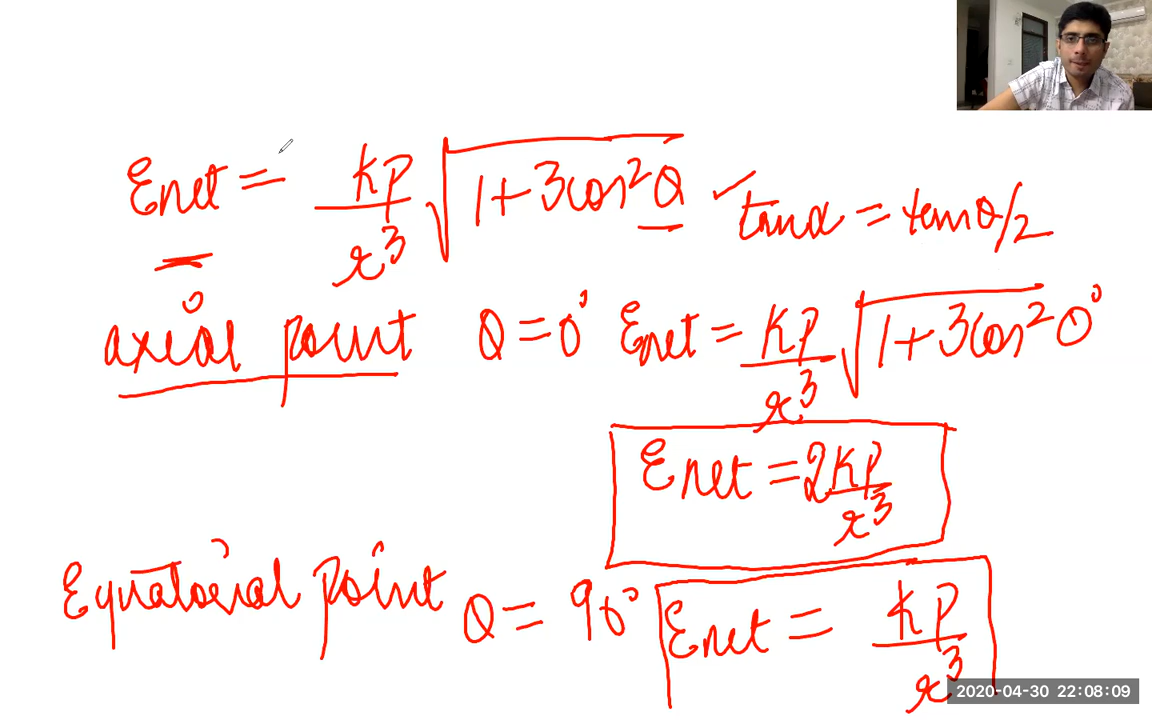 Enet = KP/r³ √1+3cos²θ ✓ tanα = tanθ/2
axial point θ = 0° Enet = KP/r³ √1+3cos²0°
Enet = 2KP/r³
Equatorial point θ = 90° Enet = KP/r³
2020-04-30 22:08:09